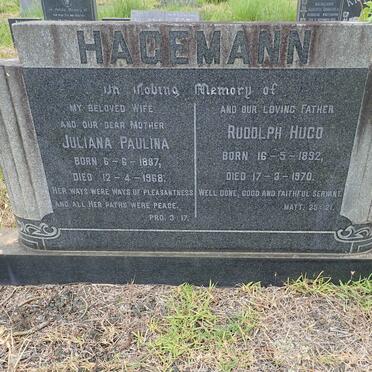 HAGEMANN
In Loving Memory of
MY BELOVED WIFE
AND OUR DEAR MOTHER
JULIANA PAULINA
BORN 6-6-1887,
DIED 12-4-1968.
HER WAYS WERE WAYS OF PLEASANTNESS
AND ALL HER PATHS WERE PEACE.
PRO. 3-17.
AND OUR LOVING FATHER
RUDOLPH HUGO
BORN 16-5-1892,
DIED 17-3-1970.
WELL DONE, GOOD AND FAITHFUL SERVANT.
MATT. 25-21.